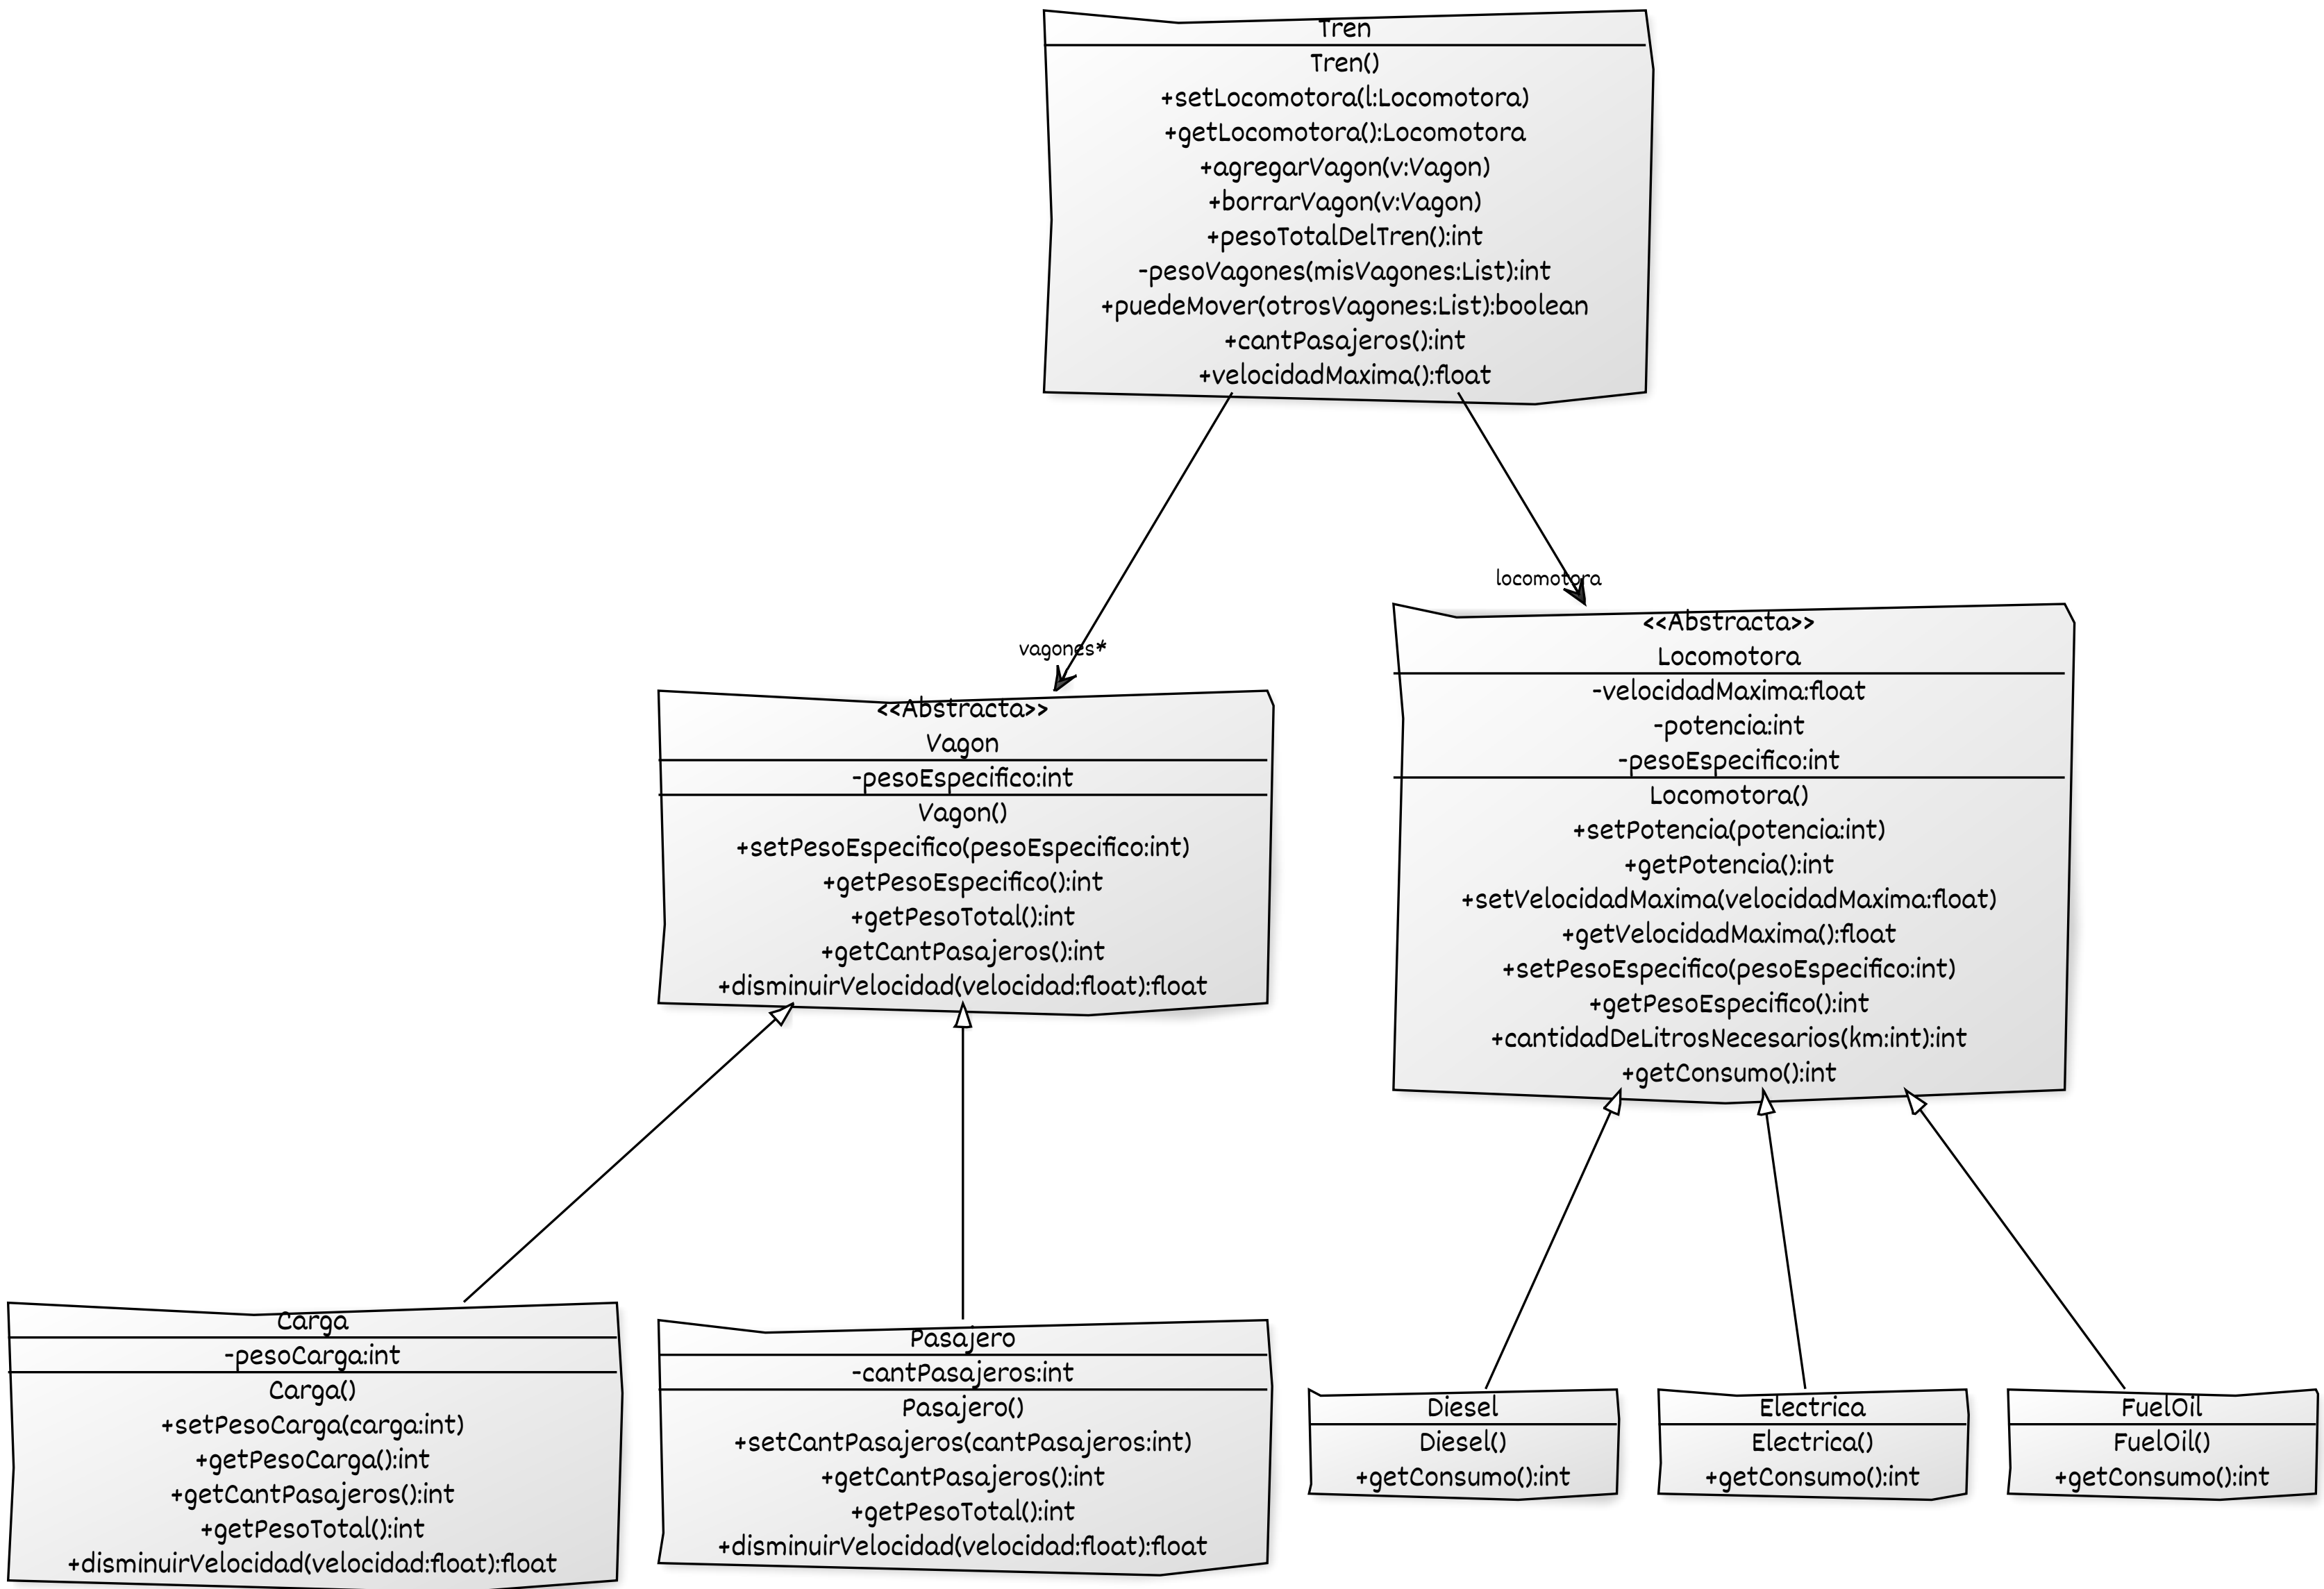 Tren
Tren()
+setLocomotora(l:Locomotora)
+getLocomotora():Locomotora
+agregarVagon(v:Vagon)
+borrarVagon(v:Vagon)
+pesoTotalDelTren():int
-pesoVagones(misVagones:List):int
+puedeMover(otrosVagones:List):boolean
+cantPasajeros():int
+velocidadMaxima():float
vagones*
locomotora
<<Abstracta>>
Vagon
-pesoEspecifico:int
Vagon()
+setPesoEspecifico(pesoEspecifico:int)
+getPesoEspecifico():int
+getPesoTotal():int
+getCantPasajeros():int
+disminuirVelocidad(velocidad:float):float
<<Abstracta>>
Locomotora
-velocidadMaxima:float
-potencia:int
-pesoEspecifico:int
Locomotora()
+setPotencia(potencia:int)
+getPotencia():int
+setVelocidadMaxima(velocidadMaxima:float)
+getVelocidadMaxima():float
+setPesoEspecifico(pesoEspecifico:int)
+getPesoEspecifico():int
+cantidadDeLitrosNecesarios(km:int):int
+getConsumo():int
Carga
-pesoCarga:int
Carga()
+setPesoCarga(carga:int)
+getPesoCarga():int
+getCantPasajeros():int
+getPesoTotal():int
+disminuirVelocidad(velocidad:float):float
Pasajero
-cantPasajeros:int
Pasajero()
+setCantPasajeros(cantPasajeros:int)
+getCantPasajeros():int
+getPesoTotal():int
+disminuirVelocidad(velocidad:float):float
Diesel
Diesel()
+getConsumo():int
Electrica
Electrica()
+getConsumo():int
FuelOil
FuelOil()
+getConsumo():int